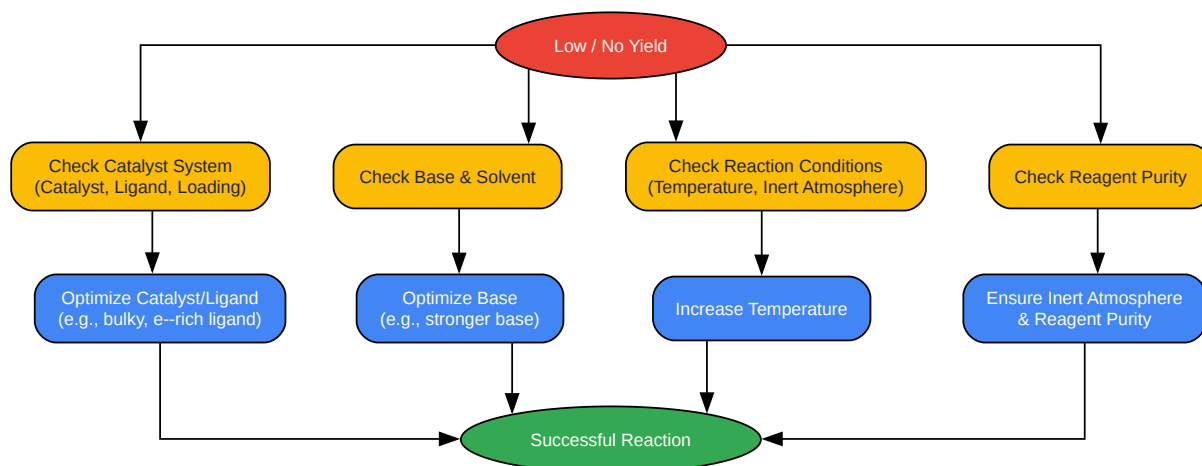 Low / No Yield
Check Catalyst System
(Catalyst, Ligand, Loading)
Check Base & Solvent
Check Reaction Conditions
(Temperature, Inert Atmosphere)
Check Reagent Purity
Optimize Catalyst/Ligand
(e.g., bulky, e--rich ligand)
Optimize Base
(e.g., stronger base)
Increase Temperature
Ensure Inert Atmosphere
& Reagent Purity
Successful Reaction